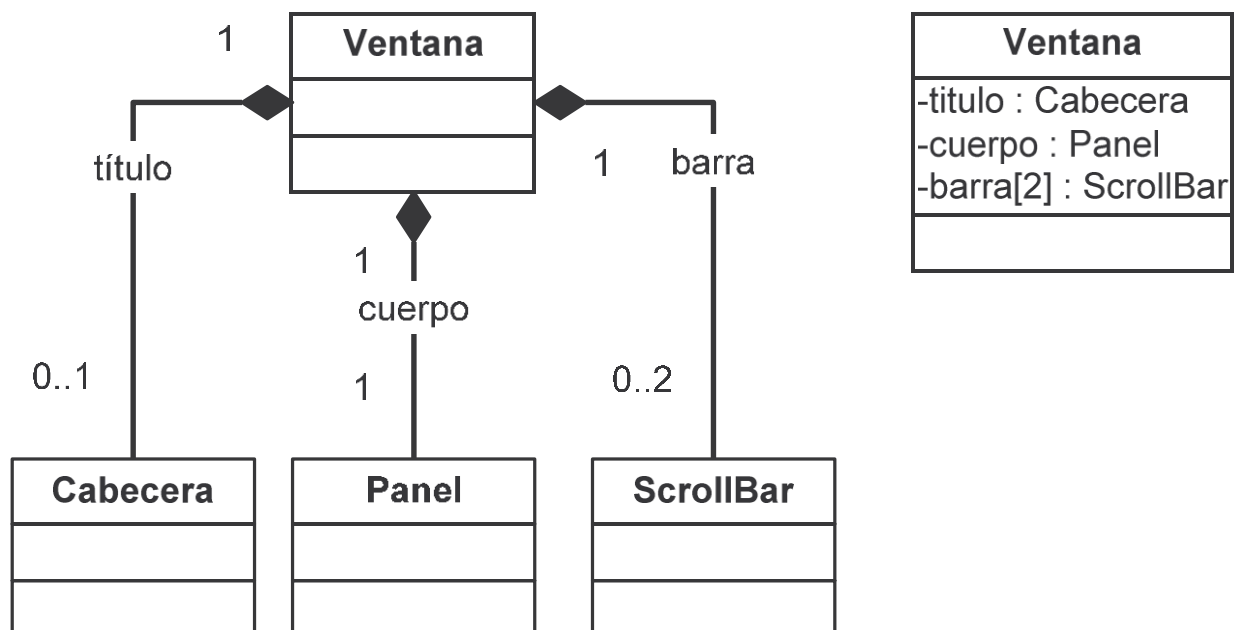 1
Ventana
título
1
barra
1
cuerpo
0..1
1
0..2
Cabecera
Panel
ScrollBar
Ventana
-titulo : Cabecera
-cuerpo : Panel
-barra[2] : ScrollBar